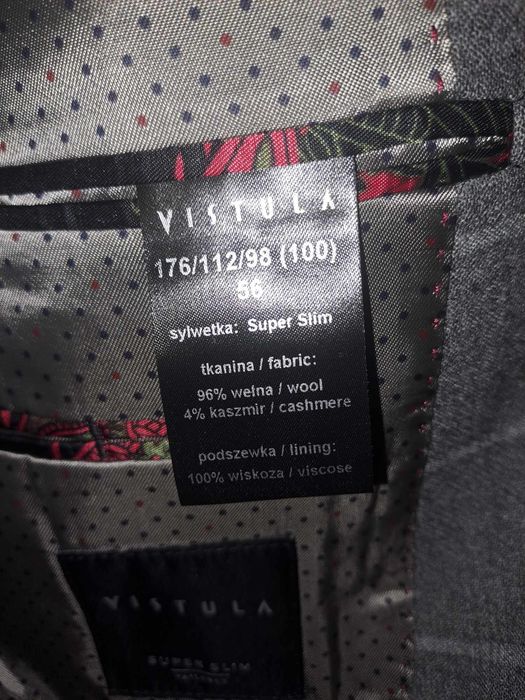 VISTULA
176/112/98 (100)
56
sylwetka: Super Slim
tkanina / fabric:
96% wełna / wool
4% kaszmir / cashmere
podszewka / lining:
100% wiskoza / viscose
VISTULA
SUPER SLIM